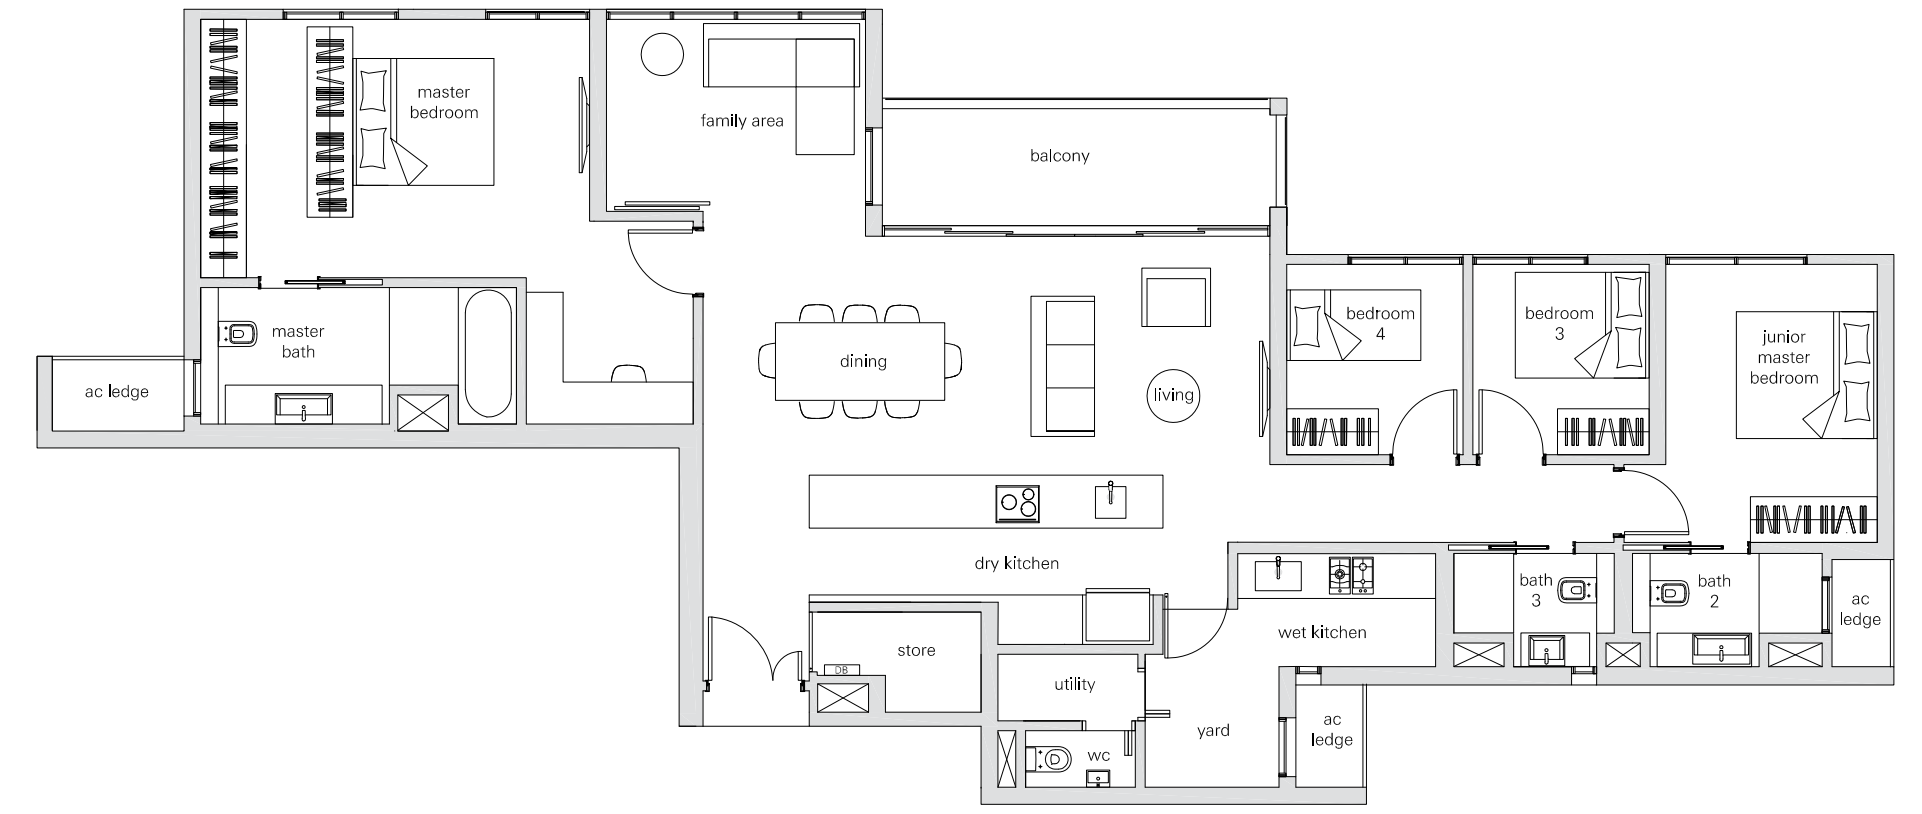 master
bedroom
family area
balcony
master
bath
ac ledge
dining
living
bedroom
4
bedroom
3
junior
master
bedroom
dry kitchen
store
DB
utility
wc
yard
wet kitchen
ac
ledge
bath
3
bath
2
ac
ledge